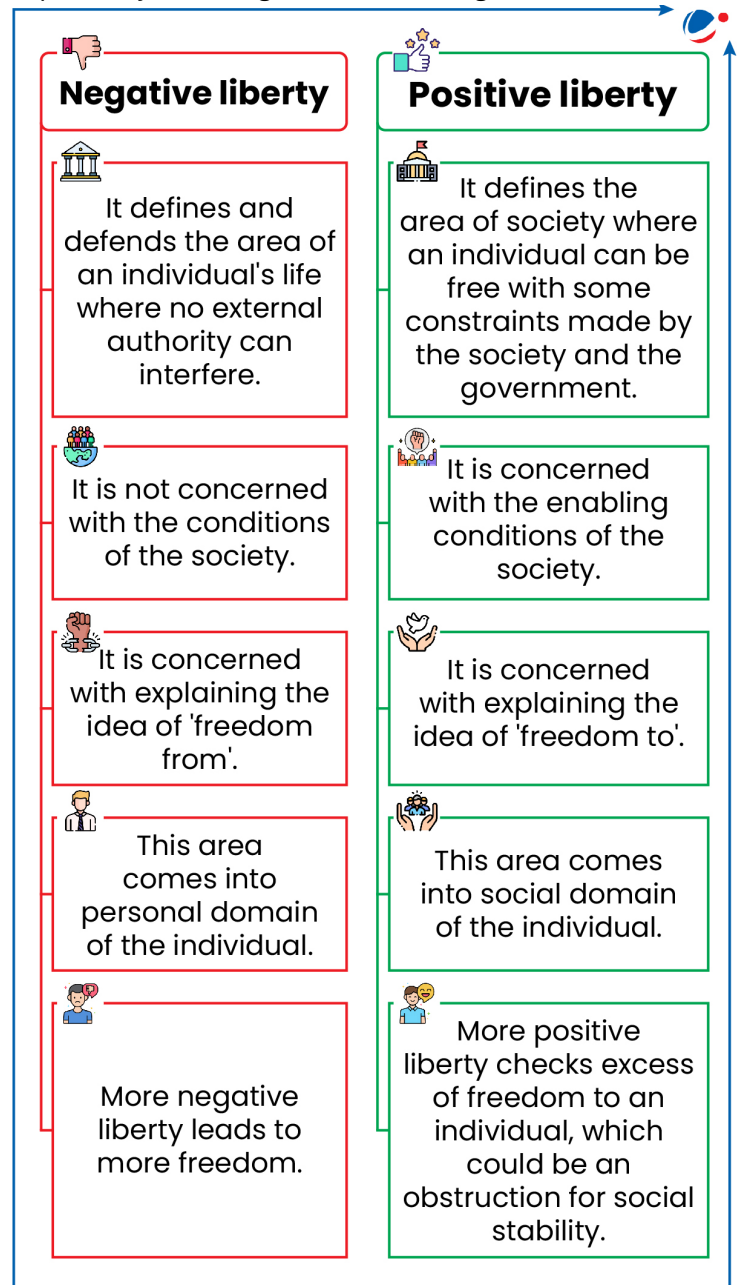 Negative liberty
It defines and
defends the area of
an individual's life
where no external
authority can
interfere.
It is not concerned
with the conditions
of the society.
It is concerned
with explaining the
idea of 'freedom
from'.
This area
comes into
personal domain
of the individual.
More negative
liberty leads to
more freedom.
Positive liberty
It defines the
area of society where
an individual can be
free with some
constraints made by
the society and the
government.
It is concerned
with the enabling
conditions of the
society.
It is concerned
with explaining the
idea of 'freedom to'.
This area comes
into social domain
of the individual.
More positive
liberty checks excess
of freedom to an
individual, which
could be an
obstruction for social
stability.